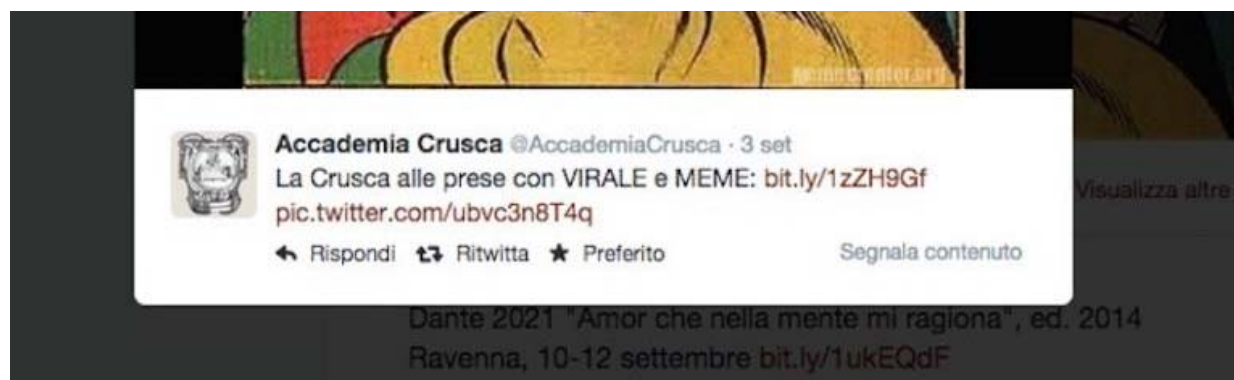 memecenter.org
Accademia Crusca @AccademiaCrusca · 3 set
La Crusca alle prese con VIRALE e MEME: bit.ly/1zZH9Gf
pic.twitter.com/ubvc3n8T4q
Visualizza altre
Rispondi Ritwitta Preferito Segnala contenuto
Dante 2021 "Amor che nella mente mi ragiona", ed. 2014
Ravenna, 10-12 settembre bit.ly/1ukEQdF